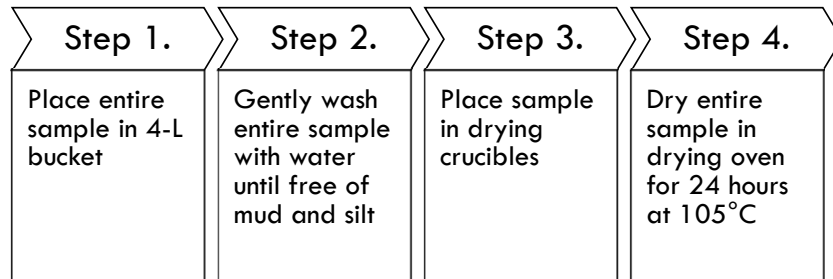 Step 1.
Place entire
sample in 4-L
bucket
Step 2.
Gently wash
entire sample
with water
until free of
mud and silt
Step 3.
Place sample
in drying
crucibles
Step 4.
Dry entire
sample in
drying oven
for 24 hours
at 105°C